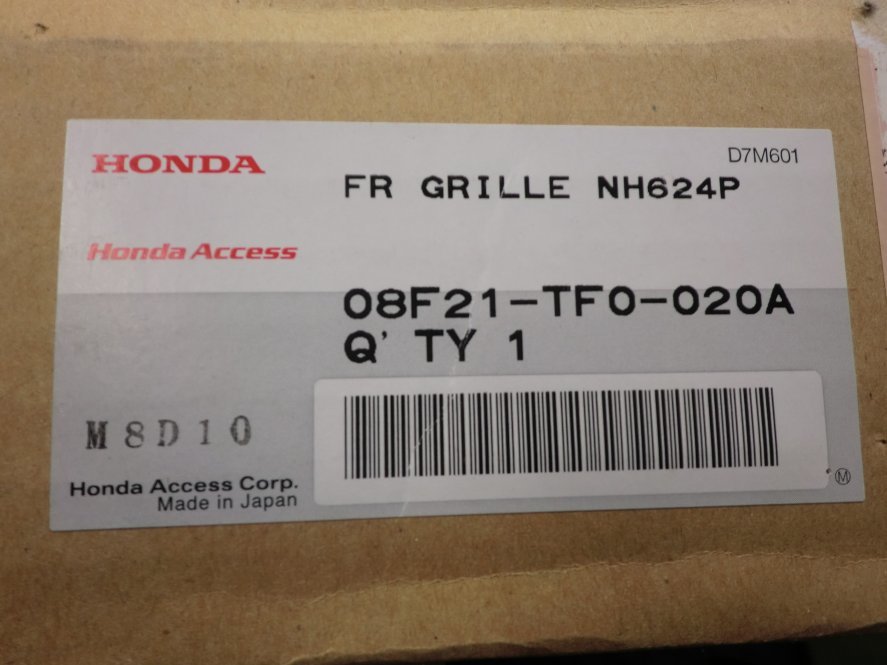 HONDA
D7M601
FR GRILLE NH624P
Honda Access
08F21-TF0-020A
Q' TY 1
M8D10
Honda Access Corp.
Made in Japan
M